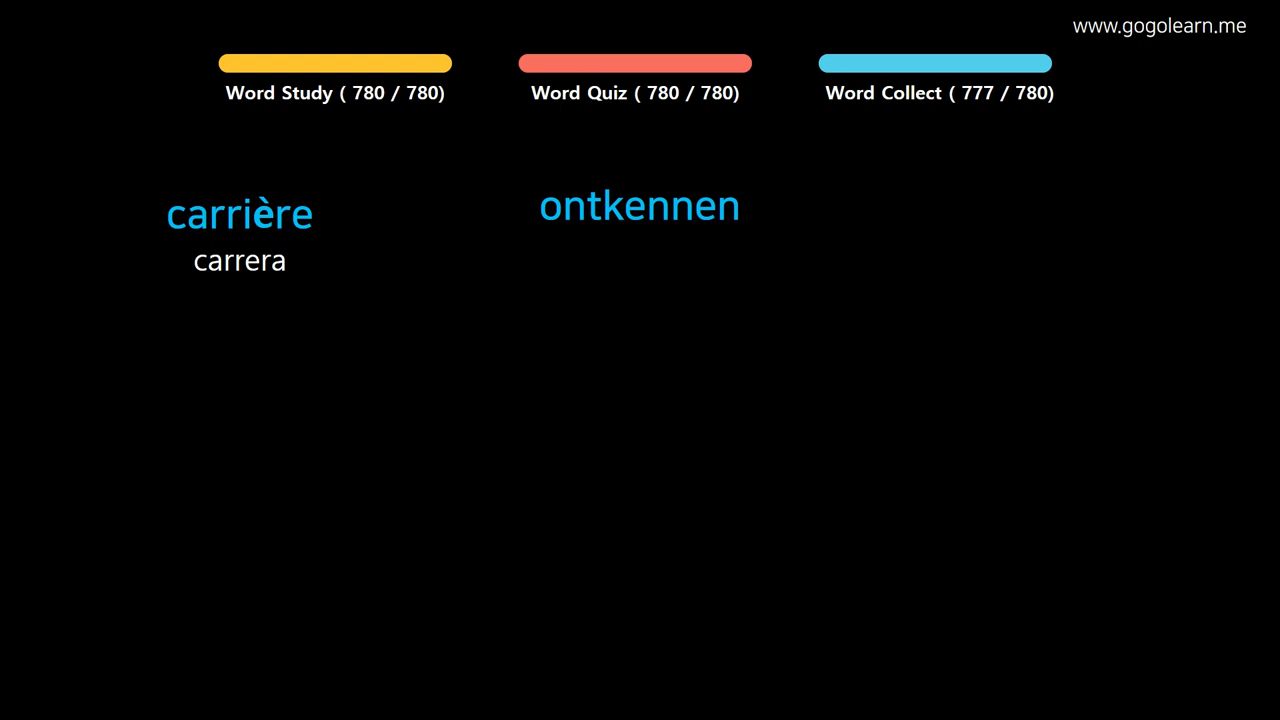 www.gogolearn.me
Word Study ( 780 / 780)
Word Quiz ( 780 / 780)
Word Collect ( 777 / 780)
carrière
carrera
ontkennen